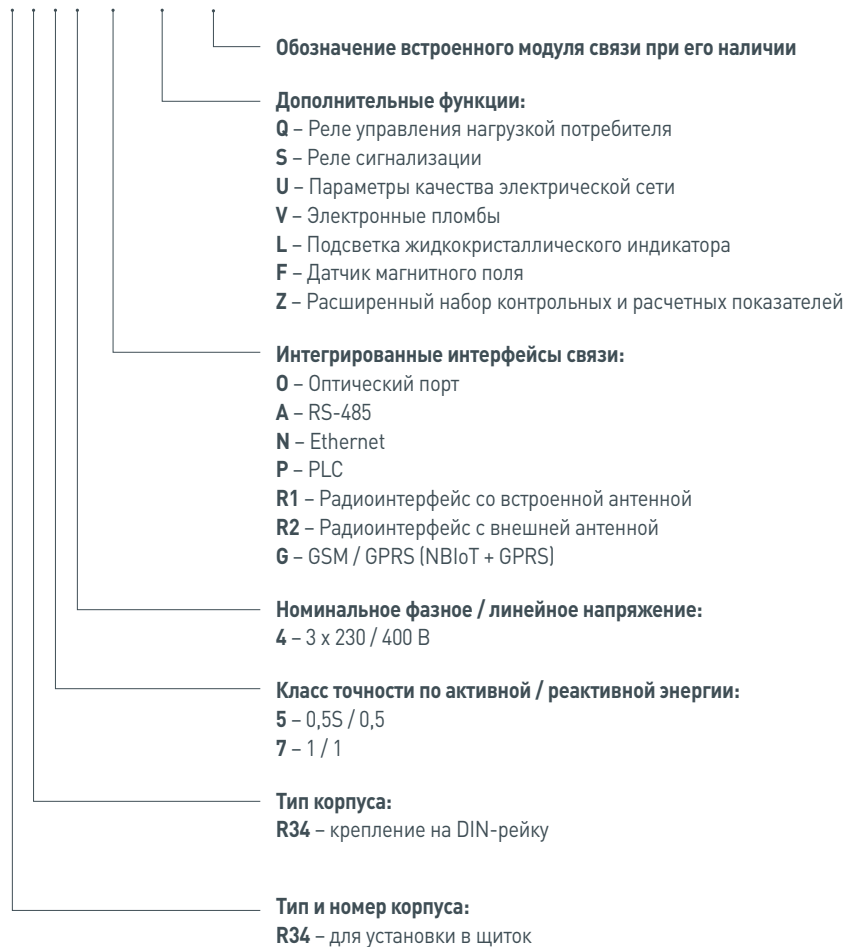 Обозначение встроенного модуля связи при его наличии
Дополнительные функции:
Q – Реле управления нагрузкой потребителя
S – Реле сигнализации
U – Параметры качества электрической сети
V – Электронные пломбы
L – Подсветка жидкокристаллического индикатора
F – Датчик магнитного поля
Z – Расширенный набор контрольных и расчетных показателей
Интегрированные интерфейсы связи:
O – Оптический порт
A – RS-485
N – Ethernet
P – PLC
R1 – Радиоинтерфейс со встроенной антенной
R2 – Радиоинтерфейс с внешней антенной
G – GSM / GPRS (NBIoT + GPRS)
Номинальное фазное / линейное напряжение:
4 – 3 x 230 / 400 В
Класс точности по активной / реактивной энергии:
5 – 0,5S / 0,5
7 – 1 / 1
Тип корпуса:
R34 – крепление на DIN-рейку
Тип и номер корпуса:
R34 – для установки в щиток